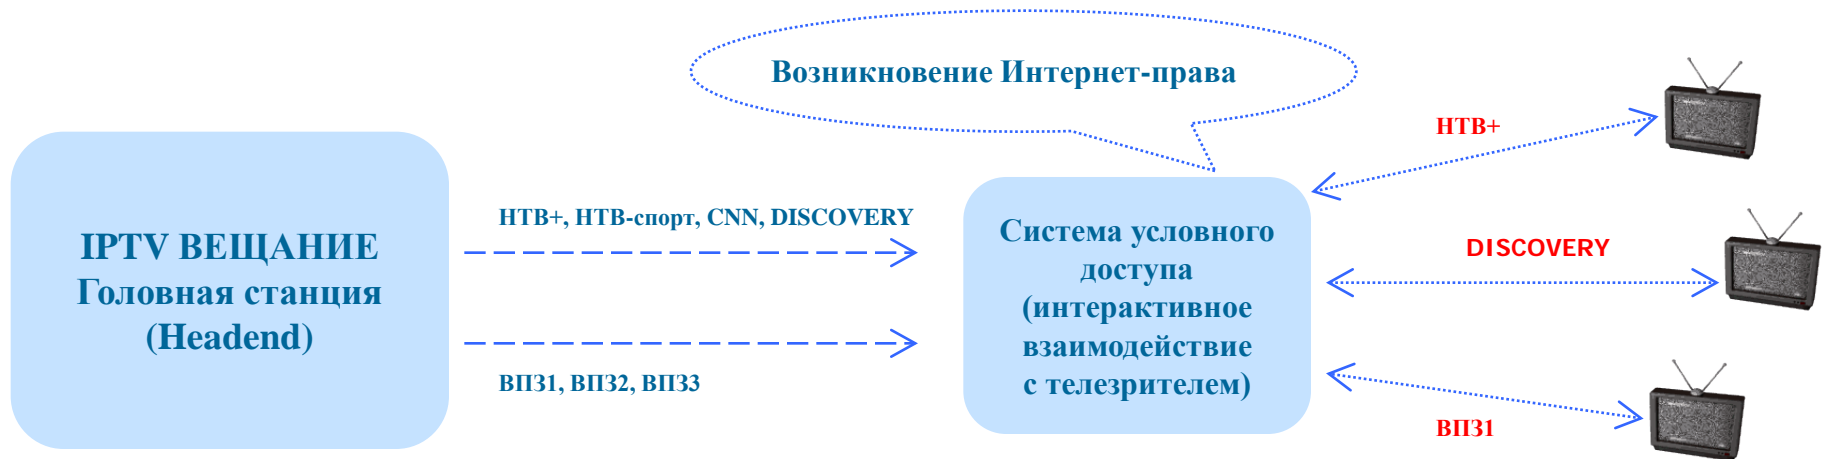 Возникновение Интернет-права
НТВ+
IPTV ВЕЩАНИЕ
Головная станция
(Headend)
НТВ+, НТВ-спорт, CNN, DISCOVERY
ВПЗ1, ВПЗ2, ВПЗ3
Система условного
доступа
(интерактивное
взаимодействие
с телезрителем)
DISCOVERY
ВПЗ1